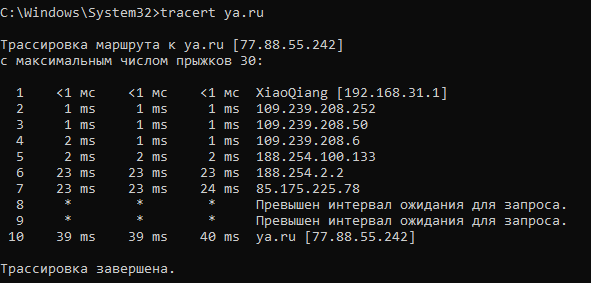 C:\Windows\System32>tracert ya.ru
Трассировка маршрута к ya.ru [77.88.55.242]
с максимальным числом прыжков 30:
1 <1 мс <1 мс <1 мс XiaoQiang [192.168.31.1]
2 1 ms 1 ms 1 ms 109.239.208.252
3 1 ms 1 ms 1 ms 109.239.208.50
4 2 ms 1 ms 1 ms 109.239.208.6
5 2 ms 2 ms 2 ms 188.254.100.133
6 23 ms 23 ms 23 ms 188.254.2.2
7 23 ms 23 ms 24 ms 85.175.225.78
8 * * * Превышен интервал ожидания для запроса.
9 * * * Превышен интервал ожидания для запроса.
10 39 ms 39 ms 40 ms ya.ru [77.88.55.242]
Трассировка завершена.